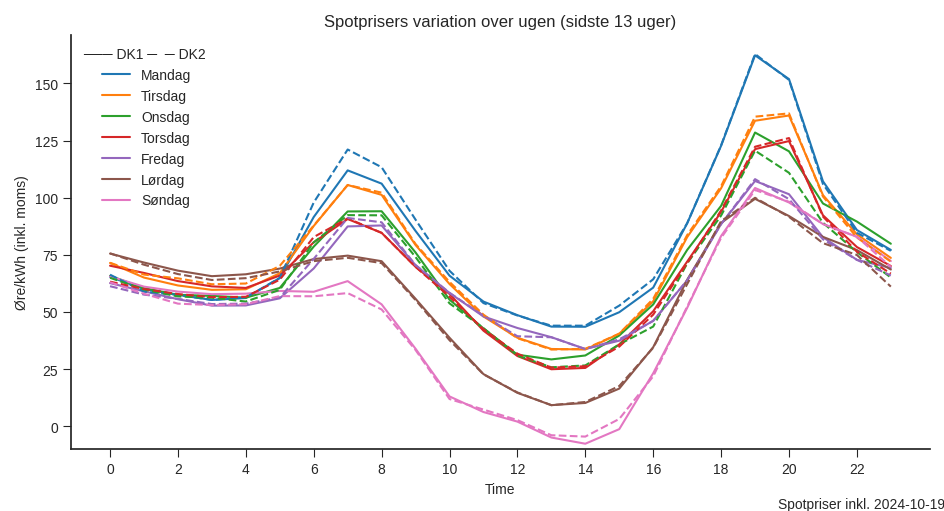 Spotprisers variation over ugen (sidste 13 uger)
DK1 DK2
Mandag
Tirsdag
Onsdag
Torsdag
Fredag
Lørdag
Søndag
Øre/kWh (inkl. moms)
150
125
100
75
50
25
0
0 2 4 6 8 10 12 14 16 18 20 22
Time
Spotpriser inkl. 2024-10-19